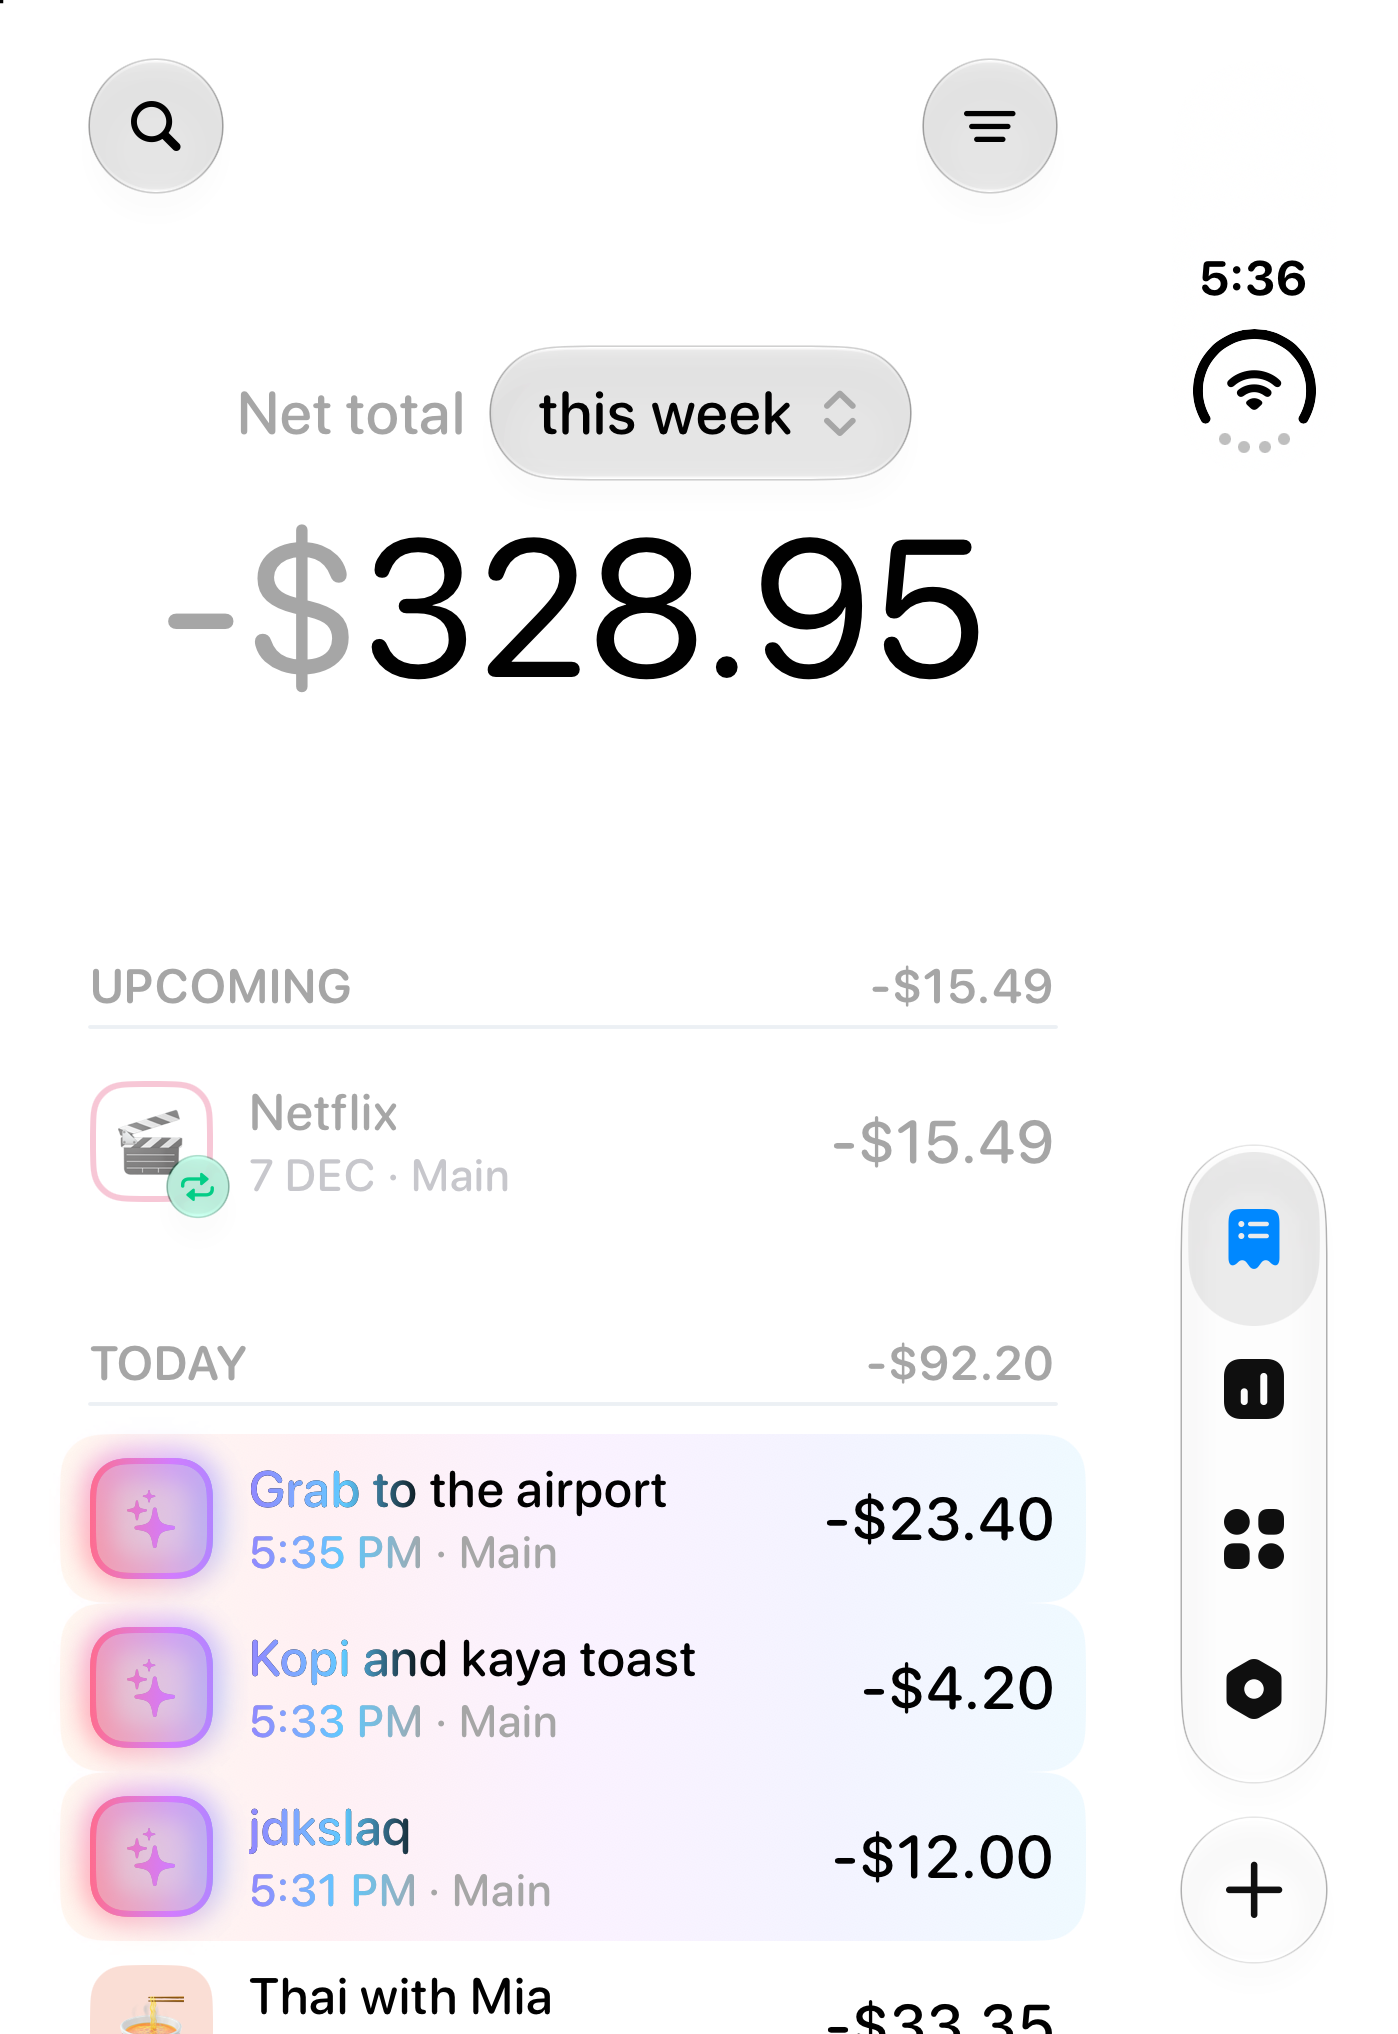 5:36
Net total this week
-$328.95
UPCOMING -$15.49
Netflix
-$15.49
7 DEC · Main
TODAY -$92.20
Grab to the airport
-$23.40
5:35 PM · Main
Kopi and kaya toast
-$4.20
5:33 PM · Main
jdkslaq
-$12.00
5:31 PM · Main
Thai with Mia
-$33.35